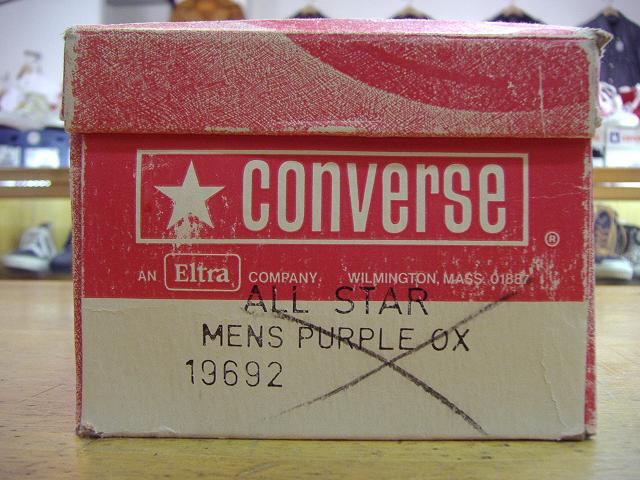 converse
®
AN Eltra COMPANY, WILMINGTON, MASS. 01887
ALL STAR
MENS PURPLE OX
19692